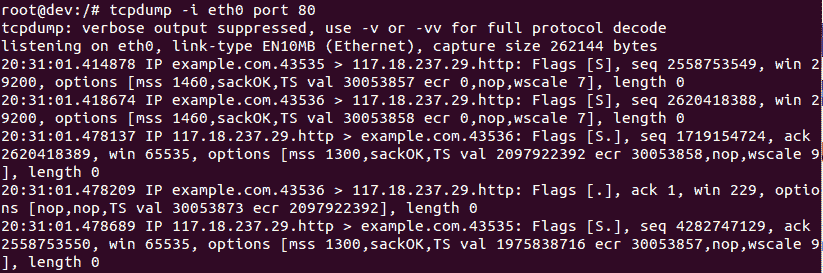 root@dev:/# tcpdump -i eth0 port 80
tcpdump: verbose output suppressed, use -v or -vv for full protocol decode
listening on eth0, link-type EN10MB (Ethernet), capture size 262144 bytes
20:31:01.414878 IP example.com.43535 > 117.18.237.29.http: Flags [S], seq 2558753549, win 2
9200, options [mss 1460,sackOK,TS val 30053857 ecr 0,nop,wscale 7], length 0
20:31:01.418674 IP example.com.43536 > 117.18.237.29.http: Flags [S], seq 2620418388, win 2
9200, options [mss 1460,sackOK,TS val 30053858 ecr 0,nop,wscale 7], length 0
20:31:01.478137 IP 117.18.237.29.http > example.com.43536: Flags [S.], seq 1719154724, ack
2620418389, win 65535, options [mss 1300,sackOK,TS val 2097922392 ecr 30053858,nop,wscale 9
], length 0
20:31:01.478209 IP example.com.43536 > 117.18.237.29.http: Flags [.], ack 1, win 229, optio
ns [nop,nop,TS val 30053873 ecr 2097922392], length 0
20:31:01.478689 IP 117.18.237.29.http > example.com.43535: Flags [S.], seq 4282747129, ack
2558753550, win 65535, options [mss 1300,sackOK,TS val 1975838716 ecr 30053857,nop,wscale 9
], length 0